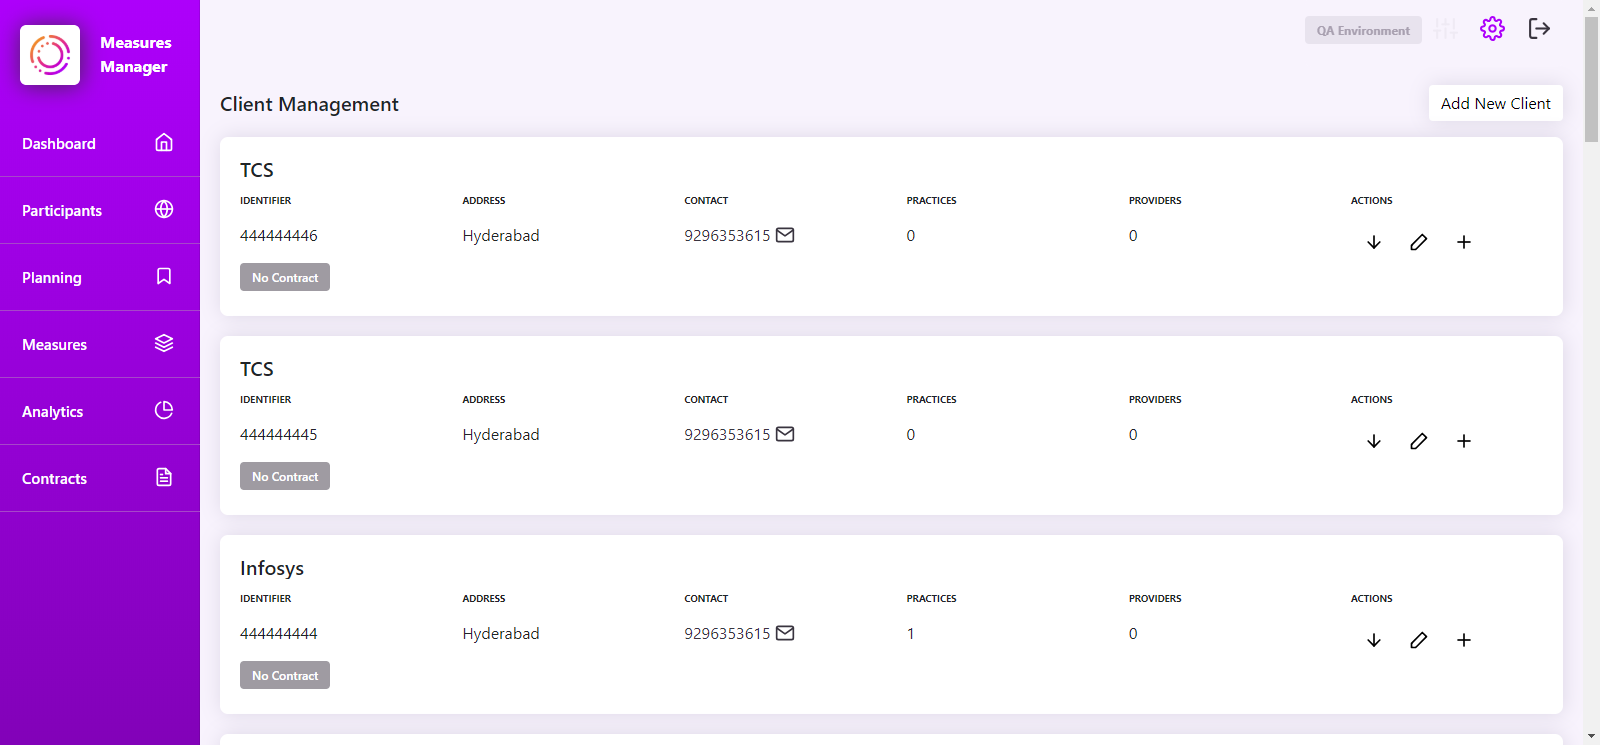 Measures
Manager
QA Environment
Dashboard
Participants
Planning
Measures
Analytics
Contracts
Client Management
Add New Client
TCS
IDENTIFIER ADDRESS CONTACT PRACTICES PROVIDERS ACTIONS
444444446 Hyderabad 9296353615 0 0
No Contract
TCS
IDENTIFIER ADDRESS CONTACT PRACTICES PROVIDERS ACTIONS
444444445 Hyderabad 9296353615 0 0
No Contract
Infosys
IDENTIFIER ADDRESS CONTACT PRACTICES PROVIDERS ACTIONS
444444444 Hyderabad 9296353615 1 0
No Contract